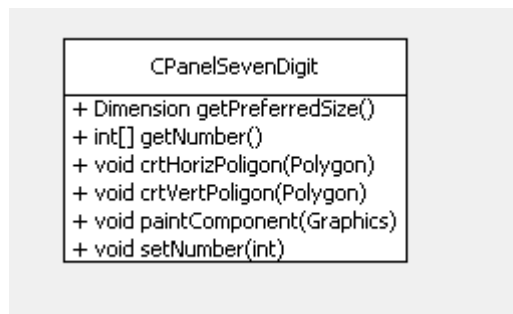 CPanelSevenDigit
+ Dimension getPreferredSize()
+ int[] getNumber()
+ void crtHorizPoligon(Polygon)
+ void crtVertPoligon(Polygon)
+ void paintComponent(Graphics)
+ void setNumber(int)